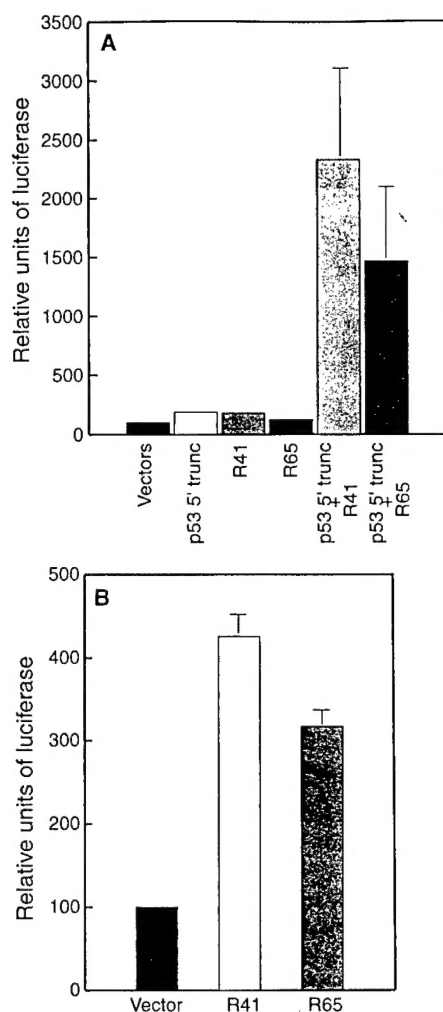 A
3500
3000
2500
2000
1500
1000
500
0
Relative units of luciferase
Vectors
p53 5' trunc
R41
R65
p53 5' trunc
+
R41
p53 5' trunc
+
R65
B
500
400
300
200
100
0
Relative units of luciferase
Vector
R41
R65